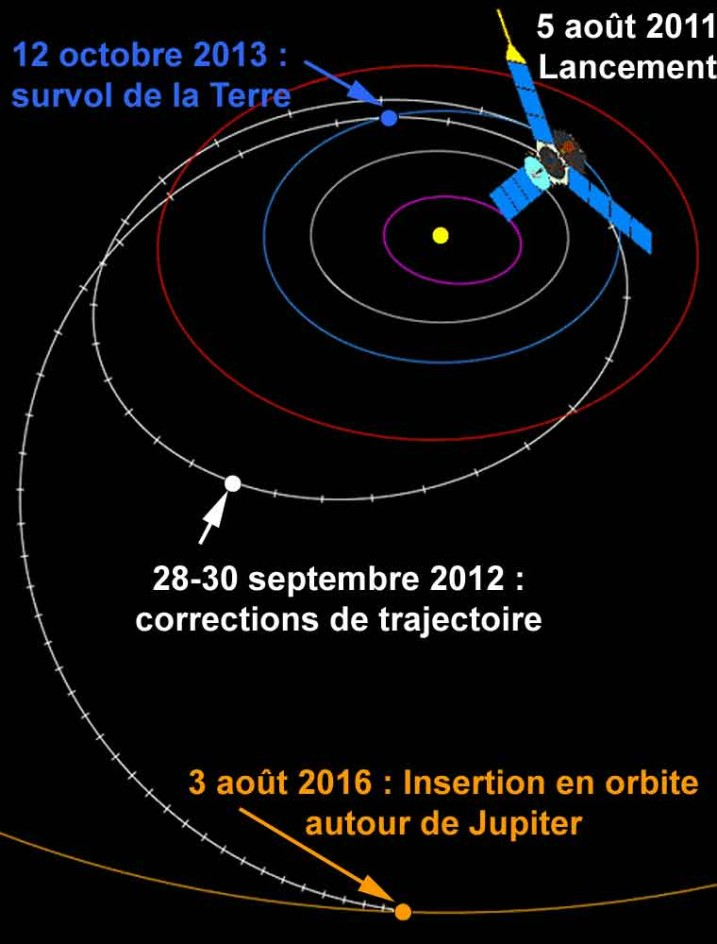 5 août 2011
Lancement
12 octobre 2013 :
survol de la Terre
28-30 septembre 2012 :
corrections de trajectoire
3 août 2016 : Insertion en orbite
autour de Jupiter